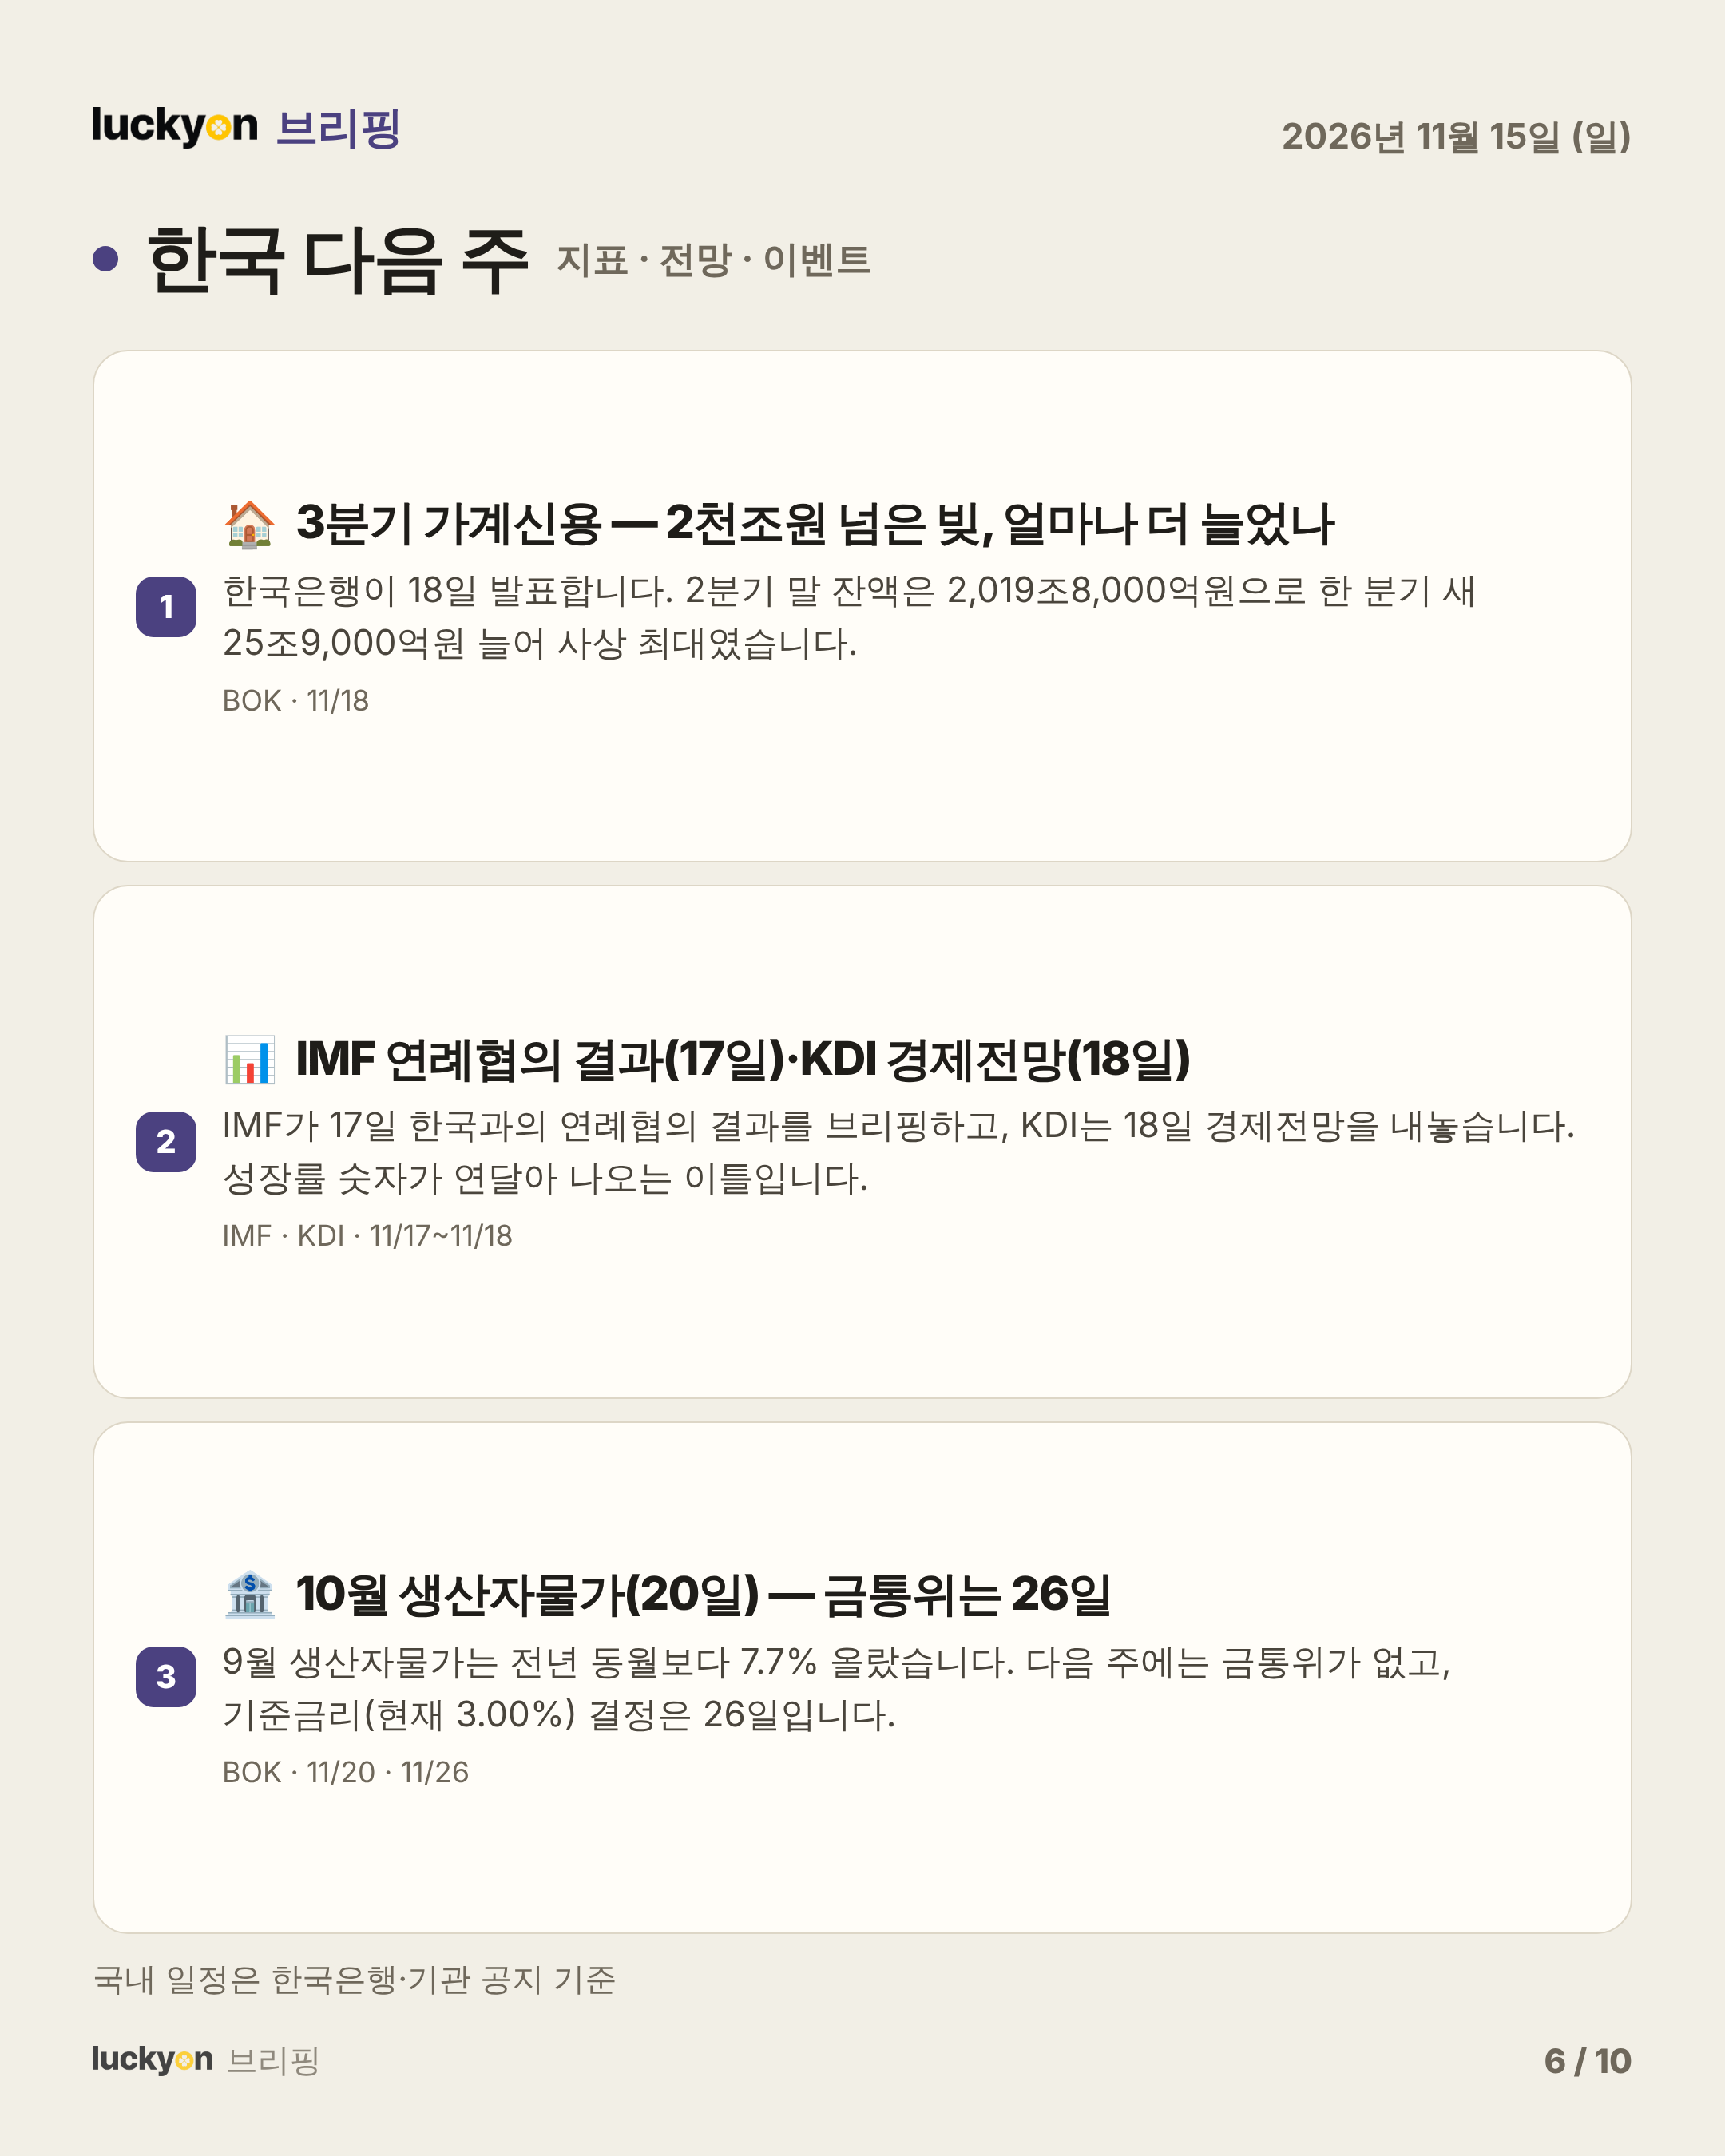 luckyon 브리핑
2026년 11월 15일 (일)
한국 다음 주 지표 · 전망 · 이벤트
3분기 가계신용 — 2천조원 넘은 빚, 얼마나 더 늘었나
1
한국은행이 18일 발표합니다. 2분기 말 잔액은 2,019조8,000억원으로 한 분기 새
25조9,000억원 늘어 사상 최대였습니다.
BOK · 11/18
IMF 연례협의 결과(17일)·KDI 경제전망(18일)
2
IMF가 17일 한국과의 연례협의 결과를 브리핑하고, KDI는 18일 경제전망을 내놓습니다.
성장률 숫자가 연달아 나오는 이틀입니다.
IMF · KDI · 11/17~11/18
10월 생산자물가(20일) — 금통위는 26일
3
9월 생산자물가는 전년 동월보다 7.7% 올랐습니다. 다음 주에는 금통위가 없고,
기준금리(현재 3.00%) 결정은 26일입니다.
BOK · 11/20 · 11/26
국내 일정은 한국은행·기관 공지 기준
luckyon 브리핑
6 / 10